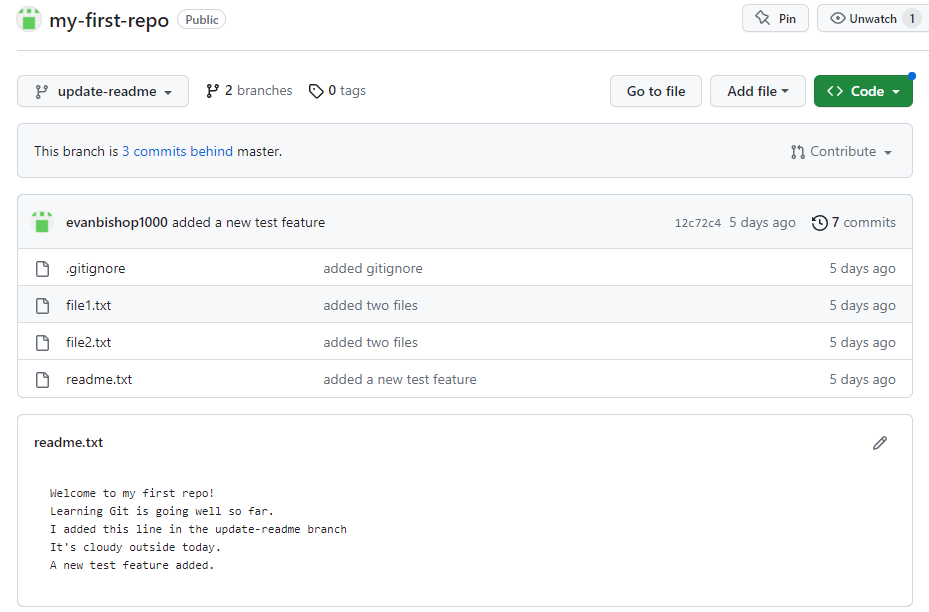 my-first-repo Public Pin Unwatch 1
update-readme 2 branches 0 tags Go to file Add file <> Code
This branch is 3 commits behind master. Contribute
evanbishop1000 added a new test feature 12c72c4 5 days ago 7 commits
.gitignore added gitignore 5 days ago
file1.txt added two files 5 days ago
file2.txt added two files 5 days ago
readme.txt added a new test feature 5 days ago
readme.txt
Welcome to my first repo!
Learning Git is going well so far.
I added this line in the update-readme branch
It's cloudy outside today.
A new test feature added.